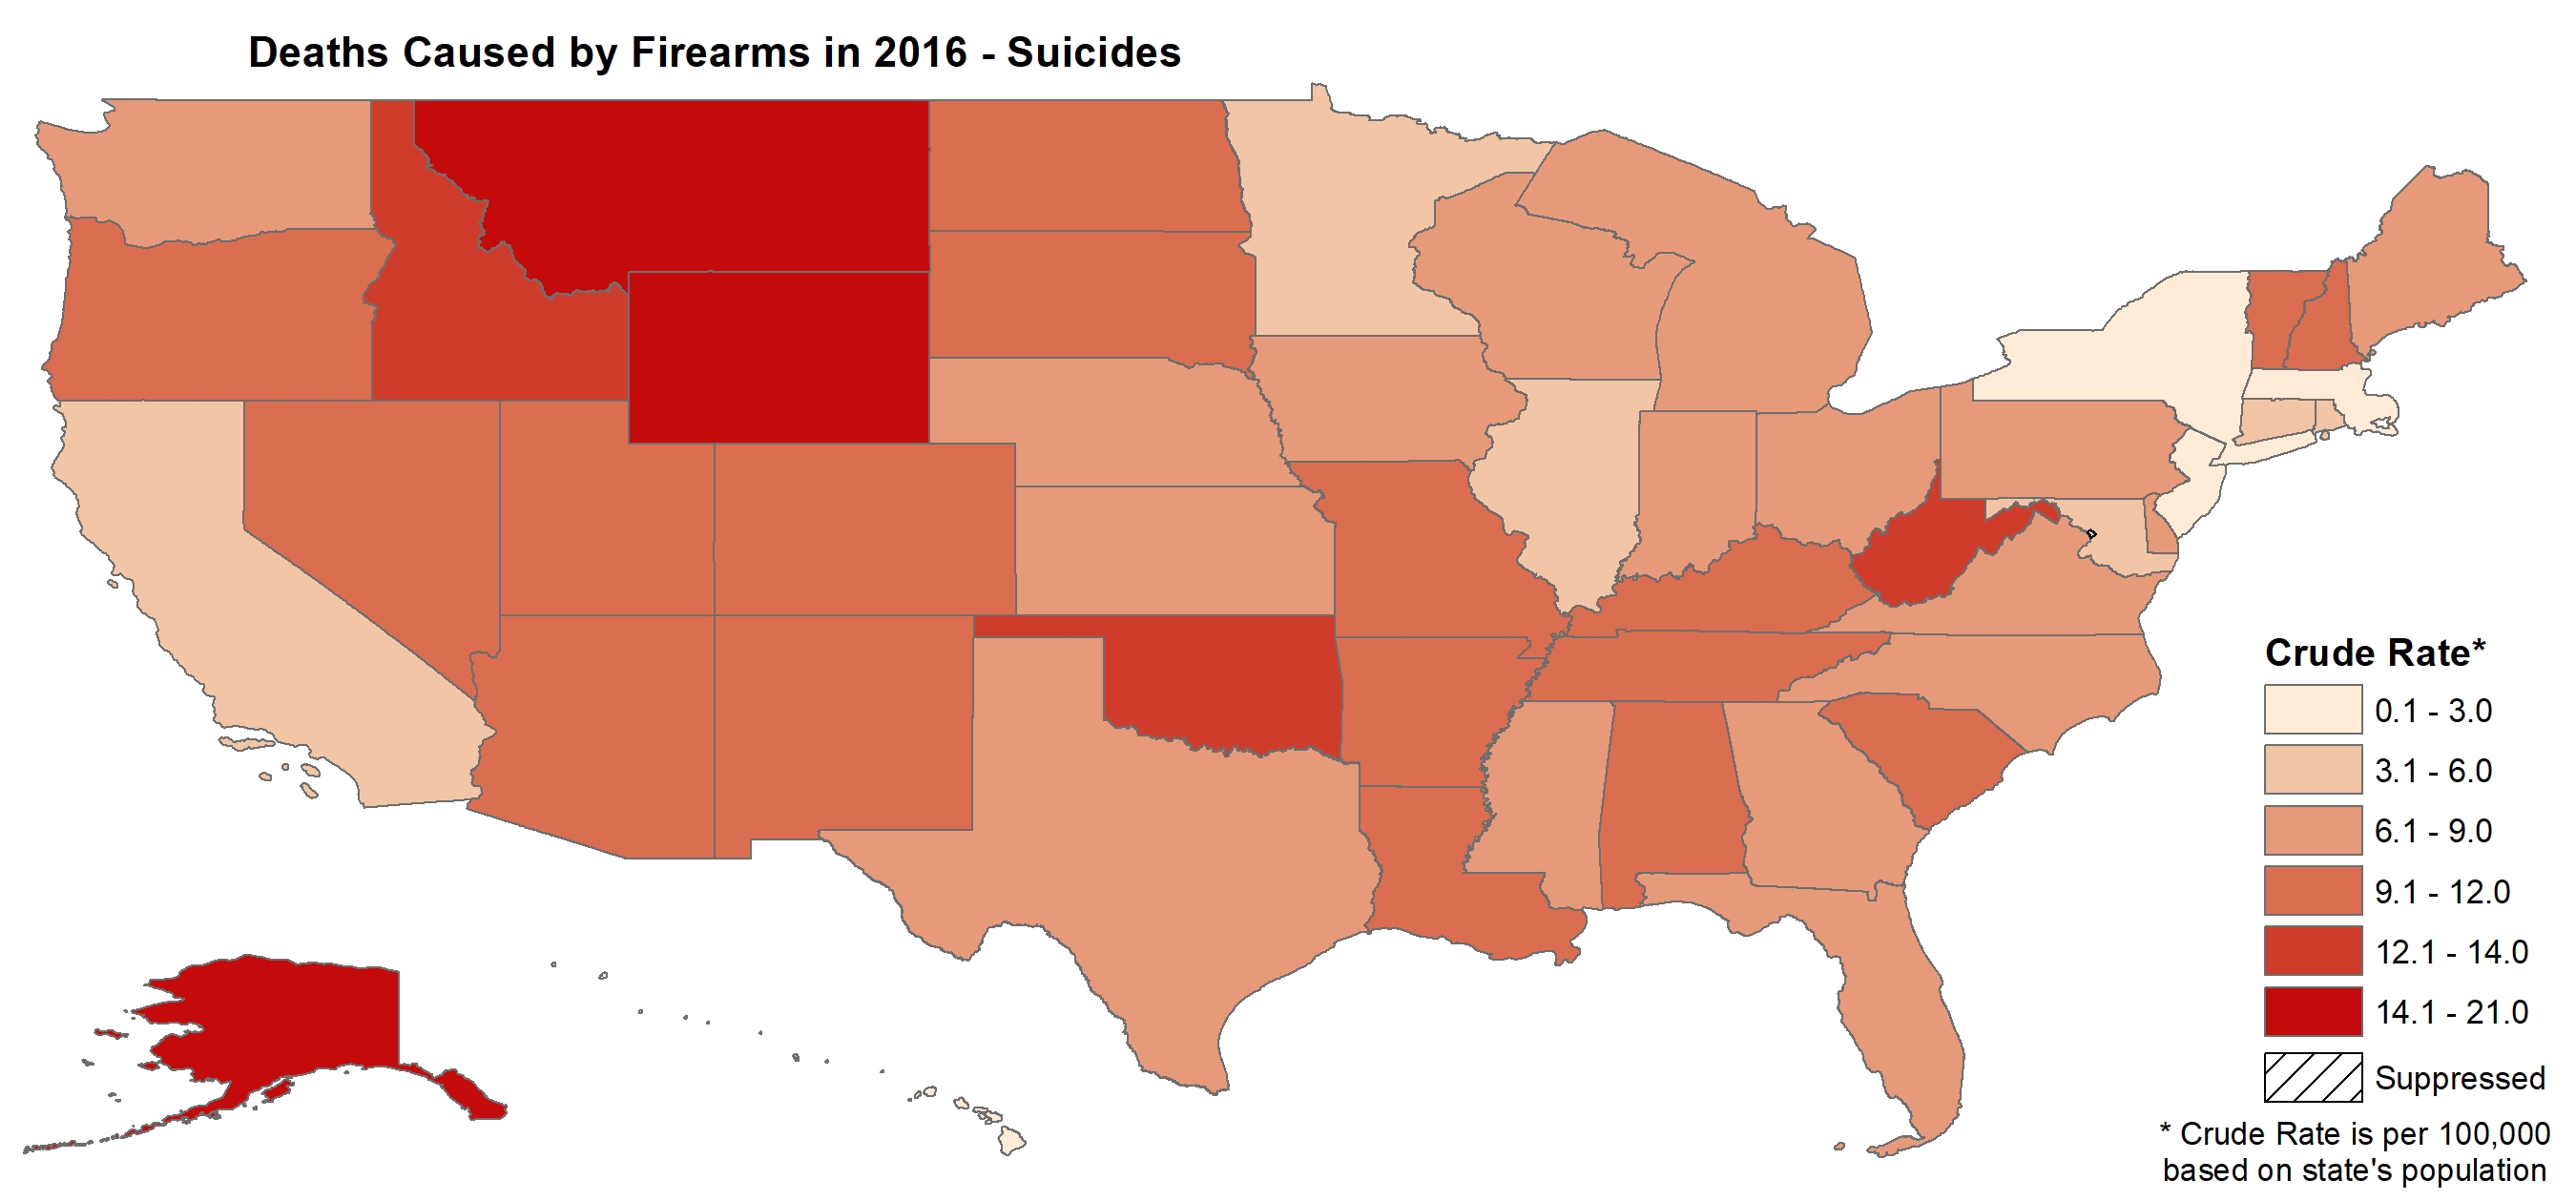 Deaths Caused by Firearms in 2016 - Suicides
Crude Rate*
0.1 - 3.0
3.1 - 6.0
6.1 - 9.0
9.1 - 12.0
12.1 - 14.0
14.1 - 21.0
Suppressed
* Crude Rate is per 100,000
based on state's population